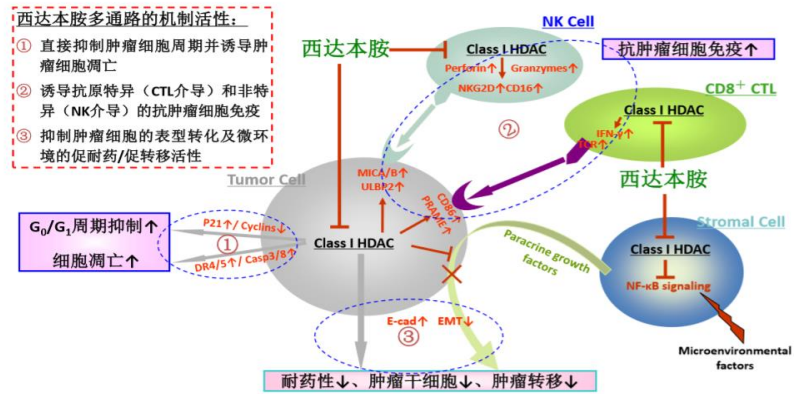 西达本胺多通路的机制活性：
① 直接抑制肿瘤细胞周期并诱导肿
瘤细胞凋亡
② 诱导抗原特异（CTL介导）和非特
异（NK介导）的抗肿瘤细胞免疫
③ 抑制肿瘤细胞的表型转化及微环
境的促耐药/促转移活性
NK Cell
西达本胺
Class I HDAC
Perforin↑ Granzymes↑
NKG2D↑CD16↑
②
抗肿瘤细胞免疫↑
CD8+ CTL
Class I HDAC
IFN-γ↑
TCR↑
西达本胺
Tumor Cell
MICA/B↑
ULBP2↑
CD86↑
PRAME↑
Stromal Cell
G0/G1周期抑制↑
细胞凋亡↑
P21↑/ Cyclins↓
①
DR4/5↑/ Casp3/8↑
Class I HDAC
Paracrine growth
factors
Class I HDAC
NF-κB signaling
E-cad↑ EMT↓
③
Microenvironmental
factors
耐药性↓、肿瘤干细胞↓、肿瘤转移↓